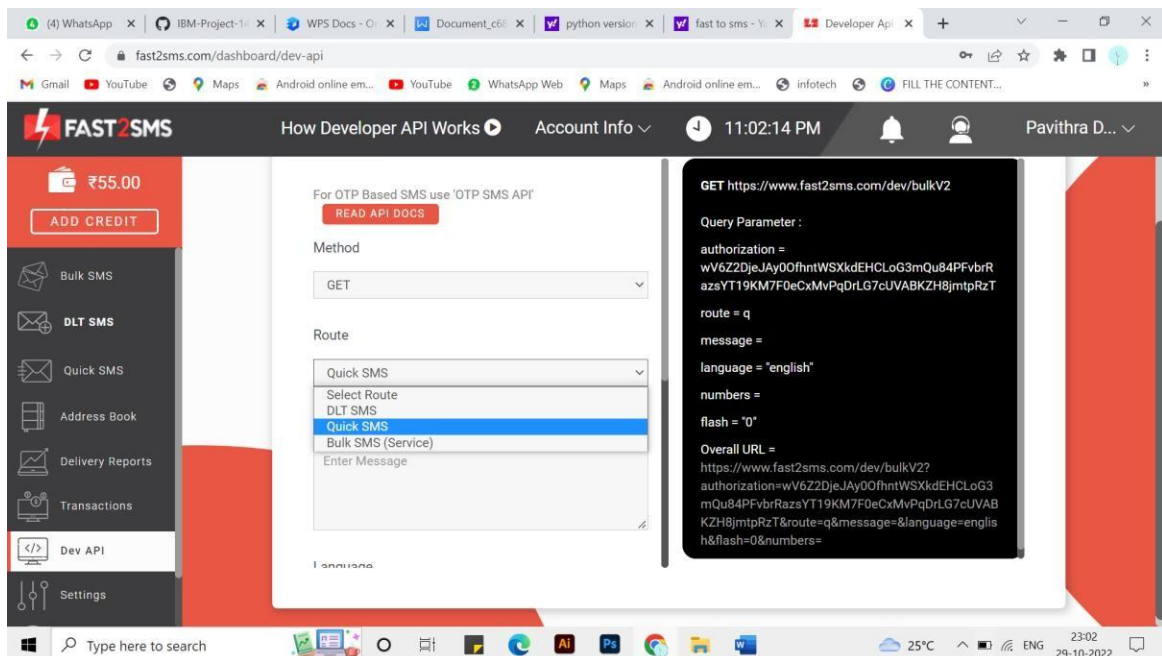 (4) WhatsApp
IBM-Project-14
WPS Docs - O
Document_c68
python version
fast to sms - Y
Developer Api
fast2sms.com/dashboard/dev-api
Gmail
YouTube
Maps
Android online em...
YouTube
WhatsApp Web
Maps
Android online em...
infotech
FILL THE CONTENT...
FAST2SMS
How Developer API Works
Account Info
11:02:14 PM
Pavithra D...
₹55.00
ADD CREDIT
Bulk SMS
DLT SMS
Quick SMS
Address Book
Delivery Reports
Transactions
Dev API
Settings
For OTP Based SMS use 'OTP SMS API'
READ API DOCS
Method
GET
Route
Quick SMS
Select Route
DLT SMS
Quick SMS
Bulk SMS (Service)
Enter Message
Language
GET https://www.fast2sms.com/dev/bulkV2
Query Parameter :
authorization =
wV6Z2DjeJAy0OfhntWSXkdEHCLoG3mQu84PFvbrR
azsYT19KM7F0eCxMvPqDrLG7cUVABKZH8jmtpRzT
route = q
message =
language = "english"
numbers =
flash = "0"
Overall URL =
https://www.fast2sms.com/dev/bulkV2?
authorization=wV6Z2DjeJAy0OfhntWSXkdEHCLoG3
mQu84PFvbrRazsYT19KM7F0eCxMvPqDrLG7cUVAB
KZH8jmtpRzT&route=q&message=&language=englis
h&flash=0&numbers=
Type here to search
Ai
Ps
25°C
ENG
23:02
29-10-2022